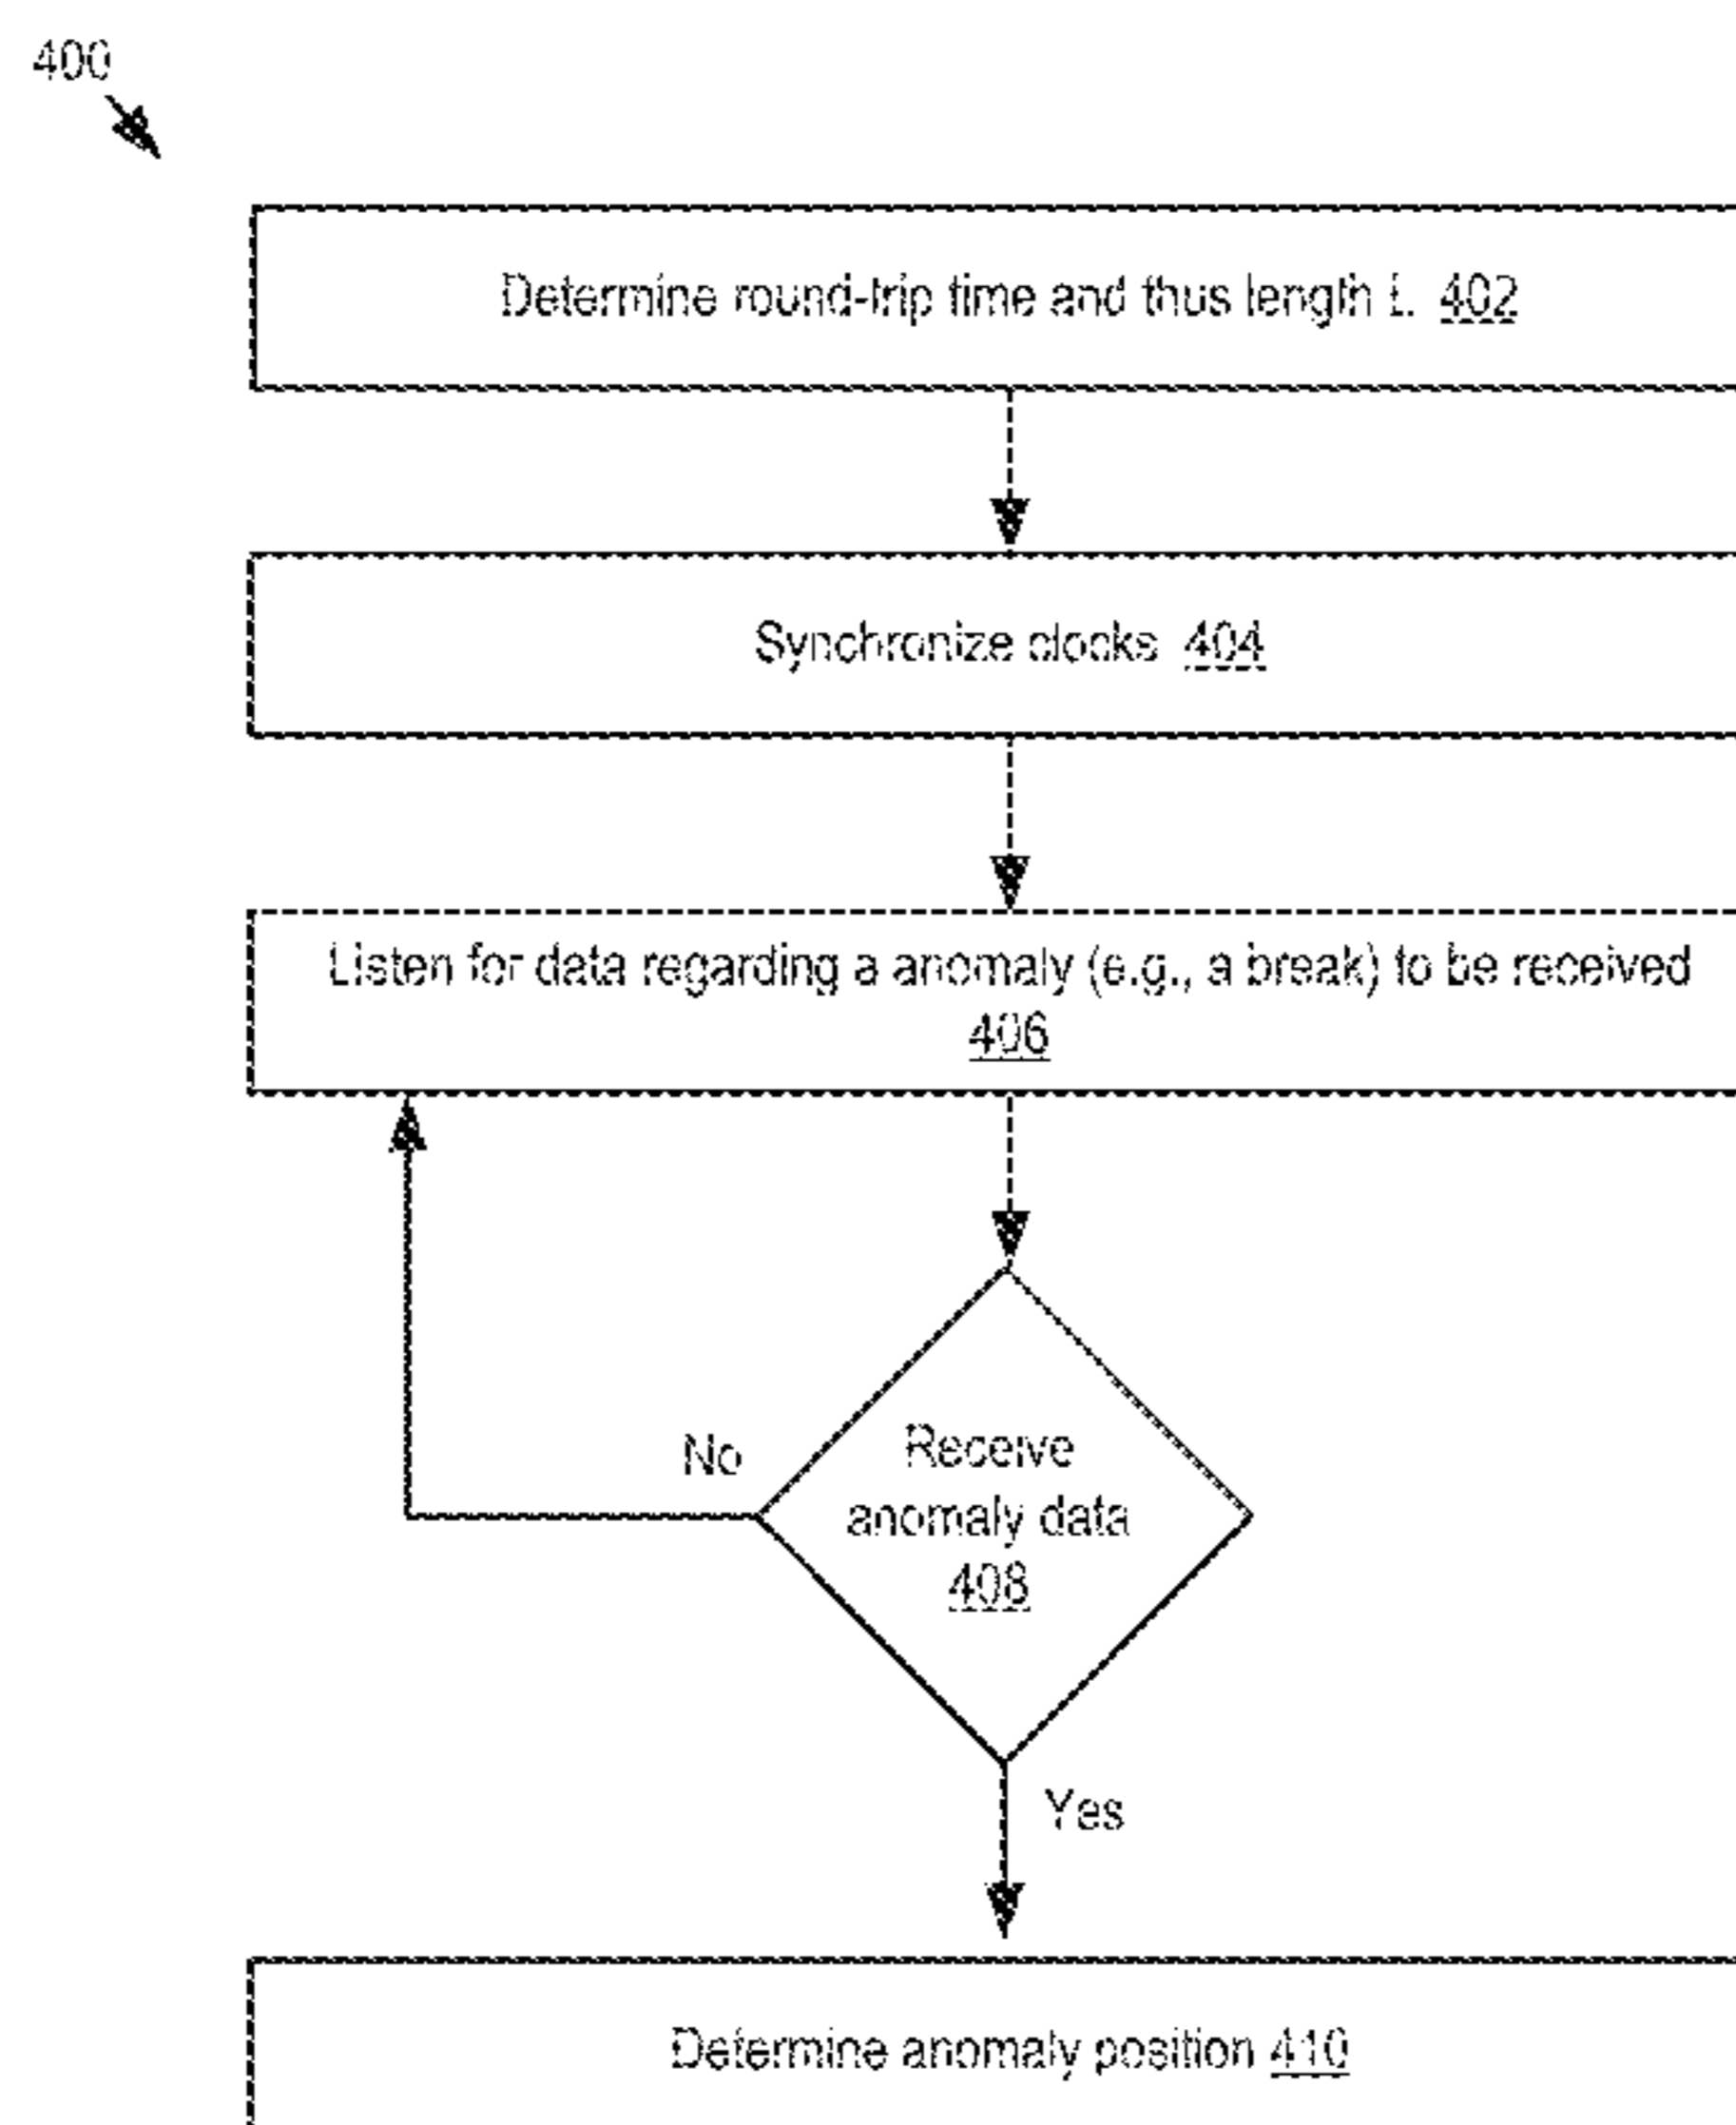 400
Determine round-trip time and thus length L. 402
Synchronize clocks 404
Listen for data regarding a anomaly (e.g., a break) to be received
406
No
Receive
anomaly data
408
Yes
Determine anomaly position 410